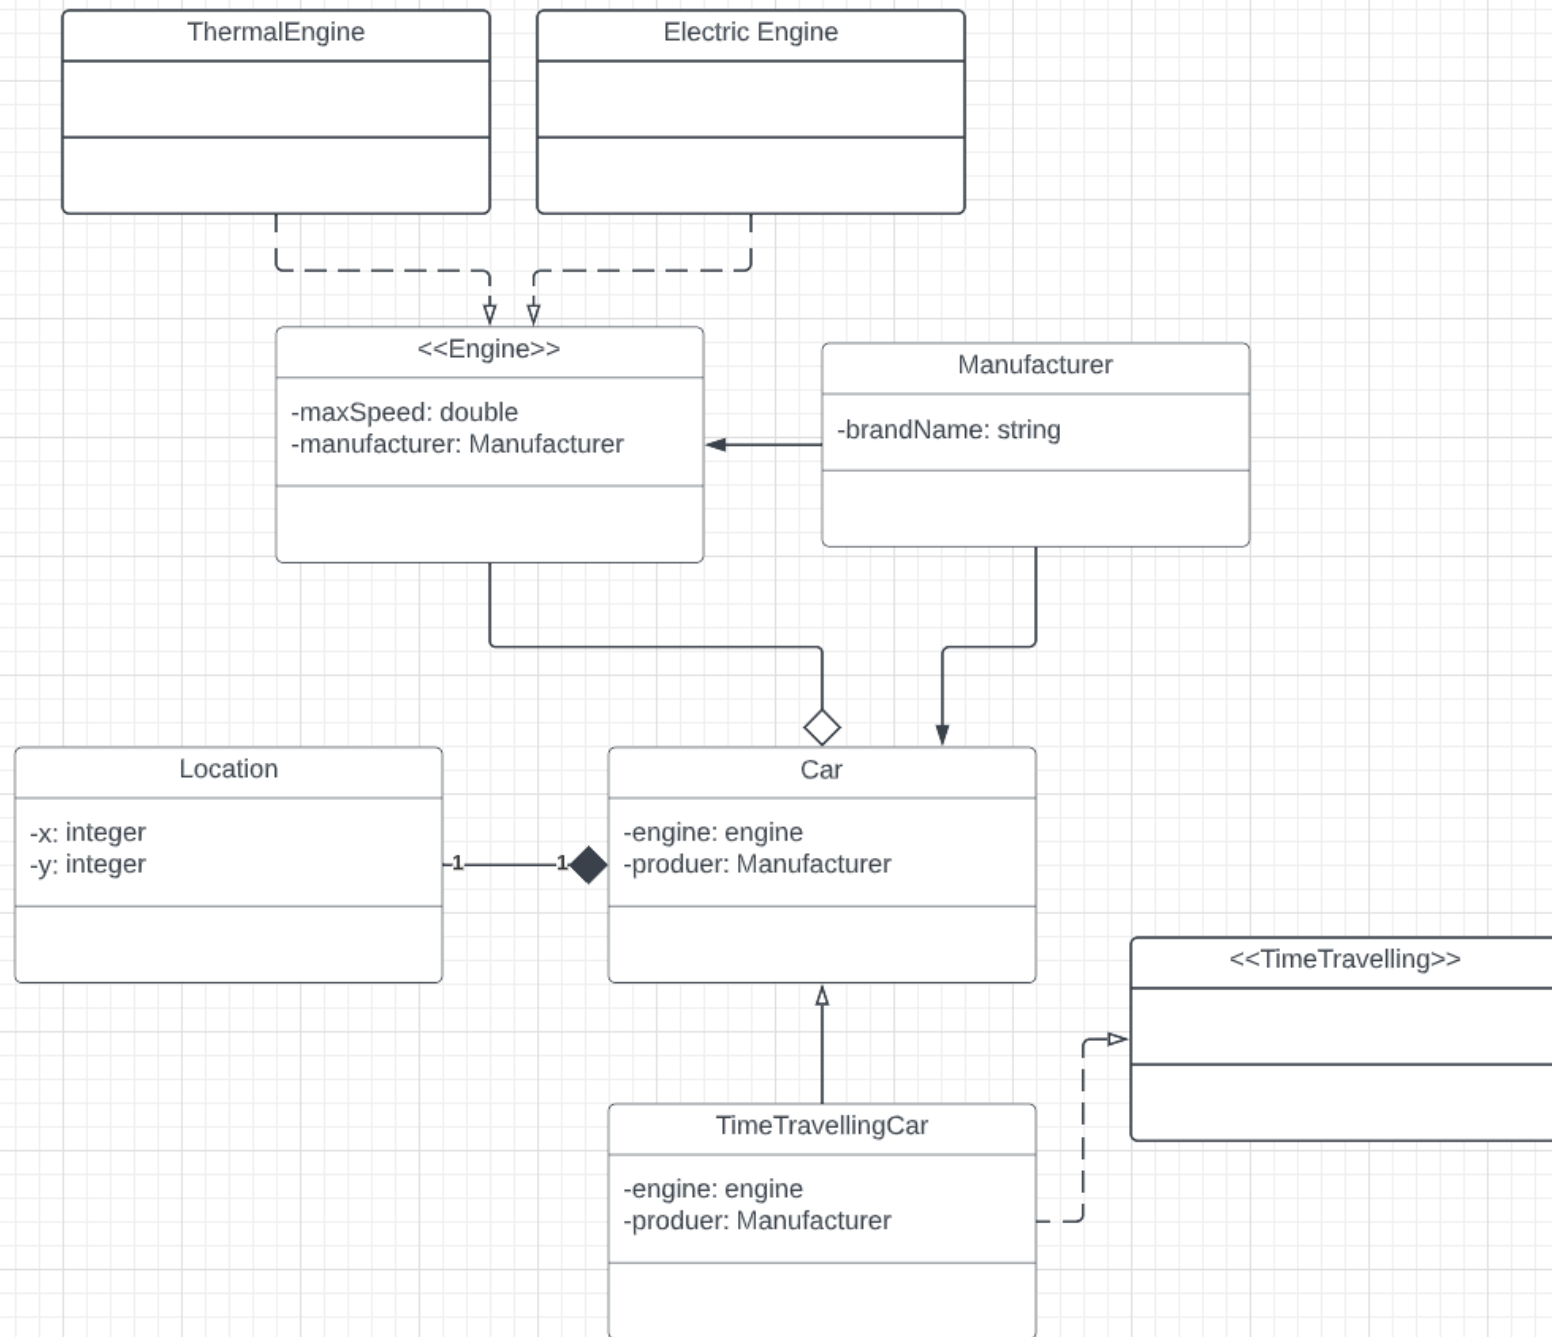 ThermalEngine
Electric Engine
<<Engine>>
-maxSpeed: double
-manufacturer: Manufacturer
Manufacturer
-brandName: string
Location
-x: integer
-y: integer
1
1
Car
-engine: engine
-produer: Manufacturer
<<TimeTravelling>>
TimeTravellingCar
-engine: engine
-produer: Manufacturer